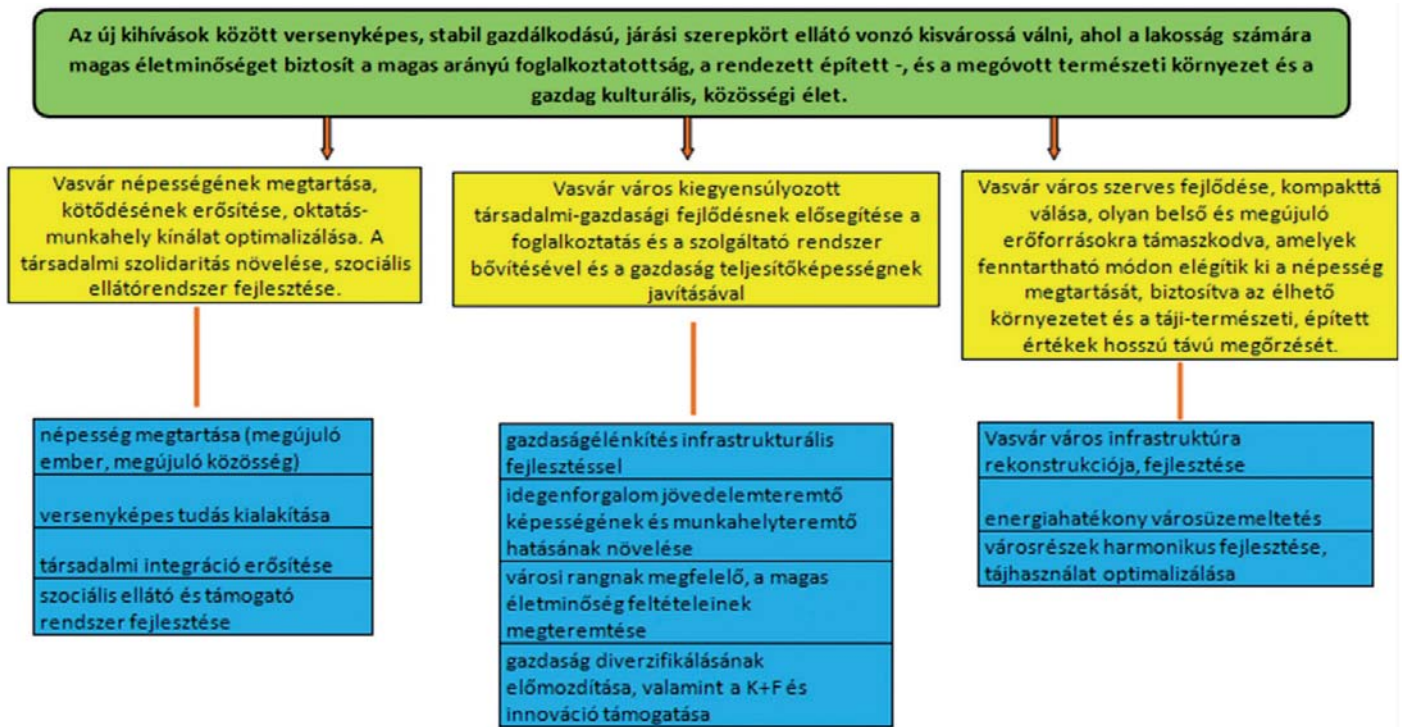 Az új kihívások között versenyképes, stabil gazdálkodású, járási szerepkört ellátó vonzó kisvárossá válni, ahol a lakosság számára
magas életminőséget biztosít a magas arányú foglalkoztatottság, a rendezett épített -, és a megóvott természeti környezet és a
gazdag kulturális, közösségi élet.
Vasvár népességének megtartása,
kötődésének erősítése, oktatás-
munkahely kínálat optimalizálása. A
társadalmi szolidaritás növelése, szociális
ellátórendszer fejlesztése.
népesség megtartása (megújuló
ember, megújuló közösség)
versenyképes tudás kialakítása
társadalmi integráció erősítése
szociális ellátó és támogató
rendszer fejlesztése
Vasvár város kiegyensúlyozott
társadalmi-gazdasági fejlődésnek elősegítése a
foglalkoztatás és a szolgáltató rendszer
bővítésével és a gazdaság teljesítőképességnek
javításával
gazdaságélénkítés infrastrukturális
fejlesztéssel
idegenforgalom jövedelemteremtő
képességének és munkahelyteremtő
hatásának növelése
városi rangnak megfelelő, a magas
életminőség feltételeinek
megteremtése
gazdaság diverzifikálásának
előmozdítása, valamint a K+F és
innováció támogatása
Vasvár város szerves fejlődése, kompakttá
válása, olyan belső és megújuló
erőforrásokra támaszkodva, amelyek
fenntartható módon elégítik ki a népesség
megtartását, biztosítva az élhető
környezetet és a táji-természeti, épített
értékek hosszú távú megőrzését.
Vasvár város infrastruktúra
rekonstrukciója, fejlesztése
energiahatékony városüzemeltetés
városrészek harmonikus fejlesztése,
tájhasználat optimalizálása